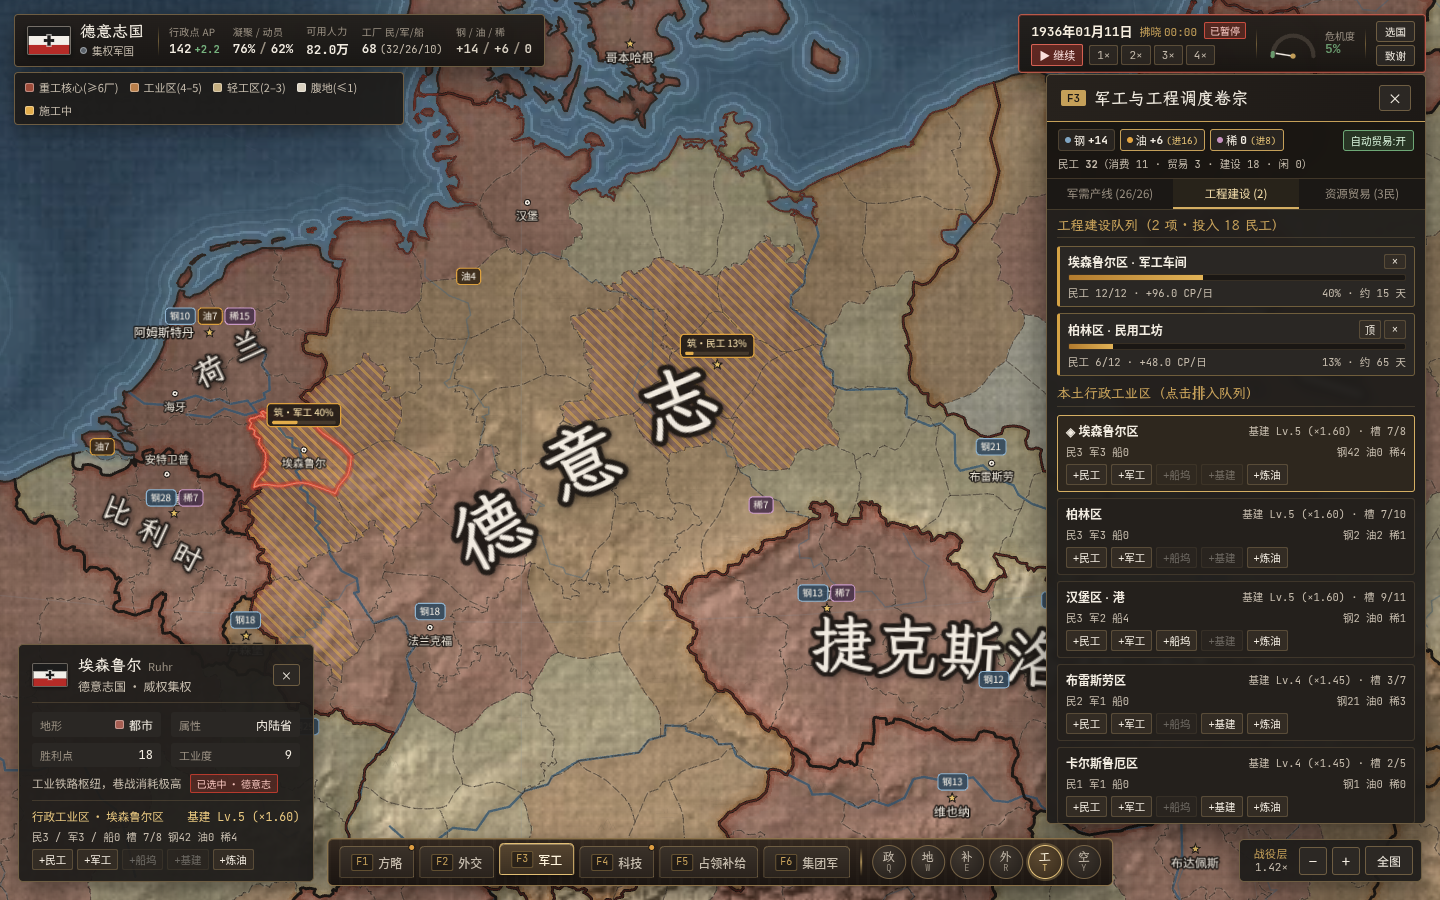 德意志国
集权军国
行政点 AP
142 +2.2
凝聚 / 动员
76% / 62%
可用人力
82.0万
工厂 民/军/船
68 (32/26/10)
钢 / 油 / 稀
+14 / +6 / 0
重工核心(≥6厂) 工业区(4–5) 轻工区(2–3) 腹地(≤1)
施工中
1936年01月11日 拂晓 00:00 已暂停
▶ 继续 1× 2× 3× 4×
危机度
5%
选国
致谢
F3 军工与工程调度卷宗 ×
钢 +14 油 +6 (进16) 稀 0 (进8) 自动贸易:开
民工 32 (消费 11 · 贸易 3 · 建设 18 · 闲 0)
军需产线 (26/26) 工程建设 (2) 资源贸易 (3民)
工程建设队列 (2 项 · 投入 18 民工)
埃森鲁尔区 · 军工车间 ×
民工 12/12 · +96.0 CP/日 40% · 约 15 天
柏林区 · 民用工坊 顶 ×
民工 6/12 · +48.0 CP/日 13% · 约 65 天
本土行政工业区 (点击排入队列)
◈ 埃森鲁尔区 基建 Lv.5 (×1.60) · 槽 7/8
民3 军3 船0 钢42 油0 稀4
+民工 +军工 +船坞 +基建 +炼油
柏林区 基建 Lv.5 (×1.60) · 槽 7/10
民3 军3 船0 钢2 油2 稀1
+民工 +军工 +船坞 +基建 +炼油
汉堡区 · 港 基建 Lv.5 (×1.60) · 槽 9/11
民3 军2 船4 钢2 油0 稀1
+民工 +军工 +船坞 +基建 +炼油
布雷斯劳区 基建 Lv.4 (×1.45) · 槽 3/7
民2 军1 船0 钢21 油0 稀3
+民工 +军工 +船坞 +基建 +炼油
卡尔斯鲁厄区 基建 Lv.4 (×1.45) · 槽 2/5
民1 军1 船0 钢1 油0 稀0
+民工 +军工 +船坞 +基建 +炼油
哥本哈根
汉堡
油4
钢10 油7 稀15
阿姆斯特丹
荷兰
海牙
筑 · 民工 13%
筑 · 军工 40%
埃森鲁尔
油7
安特卫普
钢28 稀7
比利时
德意志
钢21
布雷斯劳
稀7
钢13 稀7
捷克斯洛
钢18
钢18
法兰克福
钢12
钢13
维也纳
布达佩斯
埃森鲁尔 Ruhr ×
德意志国 · 威权集权
地形 都市 属性 内陆省
胜利点 18 工业度 9
工业铁路枢纽，巷战消耗极高 已选中 · 德意志
行政工业区 · 埃森鲁尔区 基建 Lv.5 (×1.60)
民3 / 军3 / 船0 槽 7/8 钢42 油0 稀4
+民工 +军工 +船坞 +基建 +炼油
F1 方略 F2 外交 F3 军工 F4 科技 F5 占领补给 F6 集团军
政 Q 地 W 补 E 外 R 工 T 空 Y
战役层
1.42×
− + 全图